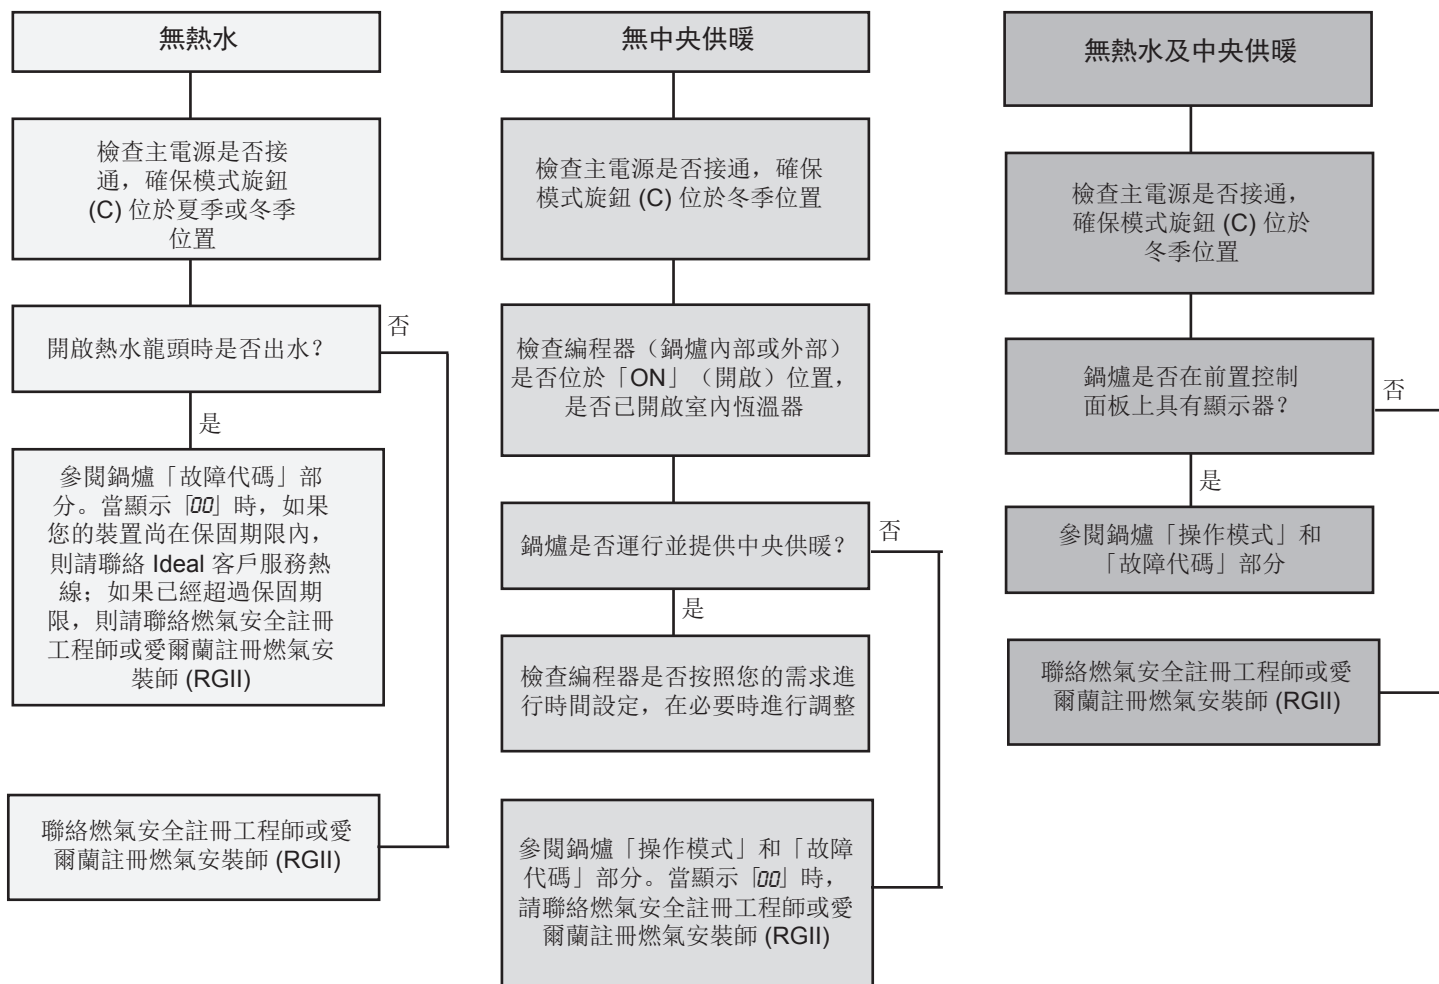 無熱水
檢查主電源是否接
通，確保模式旋鈕
(C) 位於夏季或冬季
位置
開啟熱水龍頭時是否出水？
否
是
參閱鍋爐「故障代碼」部
分。當顯示「00」時，如果
您的裝置尚在保固期限內，
則請聯絡 Ideal 客戶服務熱
線；如果已經超過保固期
限，則請聯絡燃氣安全註冊
工程師或愛爾蘭註冊燃氣安
裝師 (RGII)
聯絡燃氣安全註冊工程師或愛
爾蘭註冊燃氣安裝師 (RGII)
無中央供暖
檢查主電源是否接通，確保
模式旋鈕 (C) 位於冬季位置
檢查編程器（鍋爐內部或外部）
是否位於「ON」（開啟）位置，
是否已開啟室內恆溫器
鍋爐是否運行並提供中央供暖？
否
是
檢查編程器是否按照您的需求進
行時間設定，在必要時進行調整
參閱鍋爐「操作模式」和「故障
代碼」部分。當顯示「00」時，
請聯絡燃氣安全註冊工程師或愛
爾蘭註冊燃氣安裝師 (RGII)
無熱水及中央供暖
檢查主電源是否接通，
確保模式旋鈕 (C) 位於
冬季位置
鍋爐是否在前置控制
面板上具有顯示器？
否
是
參閱鍋爐「操作模式」和
「故障代碼」部分
聯絡燃氣安全註冊工程師或愛
爾蘭註冊燃氣安裝師 (RGII)